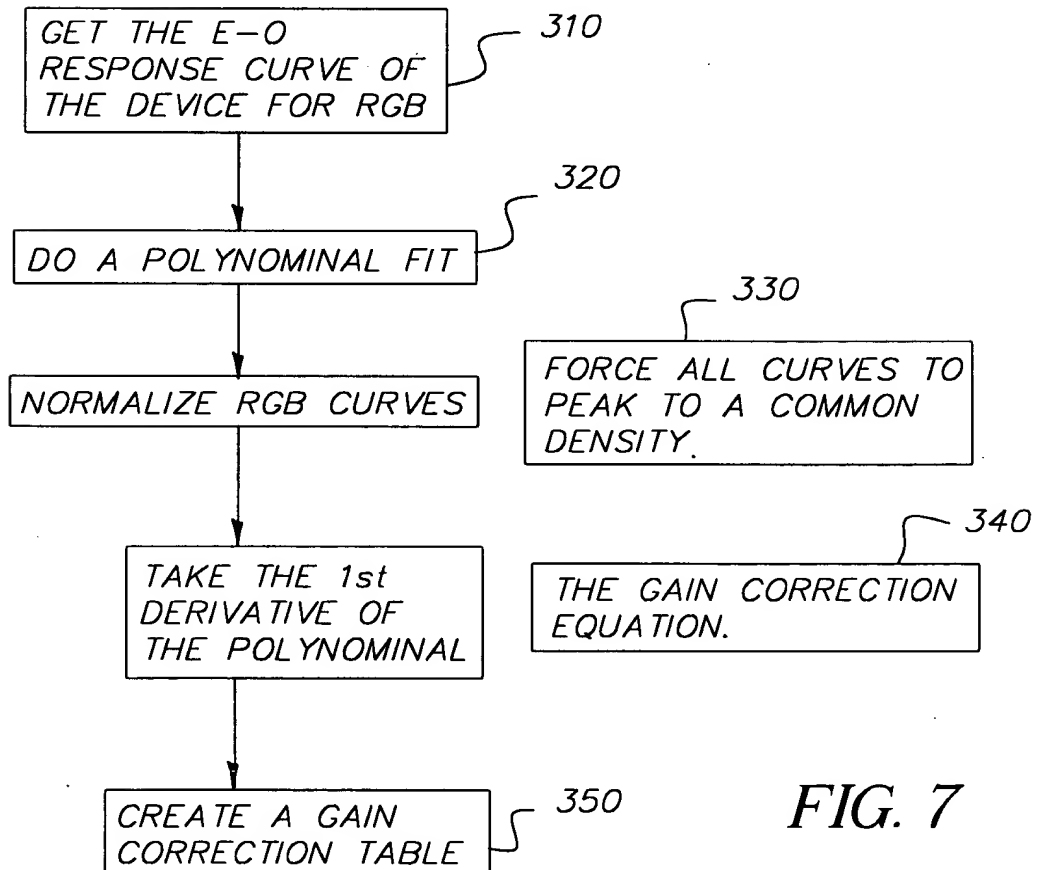 GET THE E-O
RESPONSE CURVE OF
THE DEVICE FOR RGB
310
320
DO A POLYNOMINAL FIT
330
NORMALIZE RGB CURVES
FORCE ALL CURVES TO
PEAK TO A COMMON
DENSITY.
340
TAKE THE 1st
DERIVATIVE OF
THE POLYNOMINAL
THE GAIN CORRECTION
EQUATION.
350
CREATE A GAIN
CORRECTION TABLE
FIG. 7